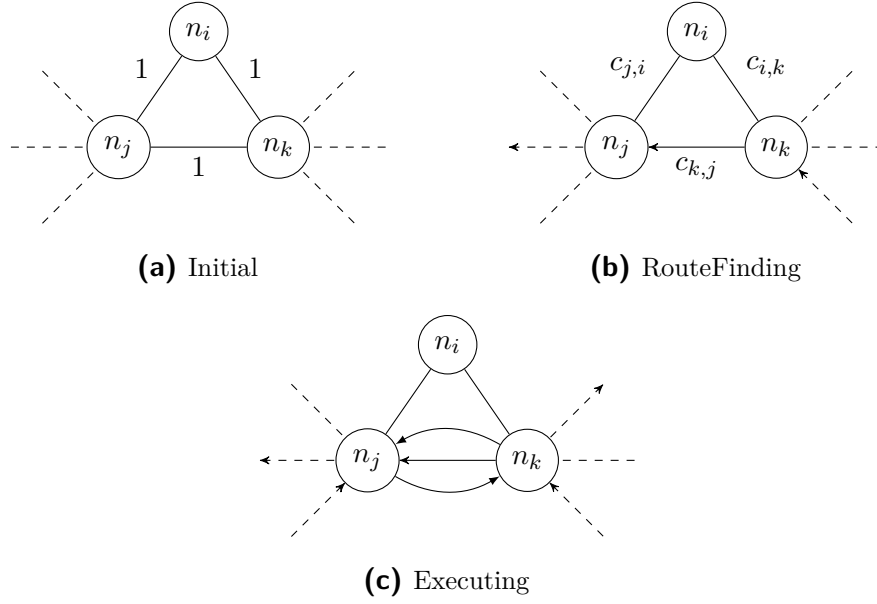 n_i
1 1
n_j n_k
1
(a) Initial
n_i
c_{j,i} c_{i,k}
n_j n_k
c_{k,j}
(b) RouteFinding
n_i
n_j n_k
(c) Executing